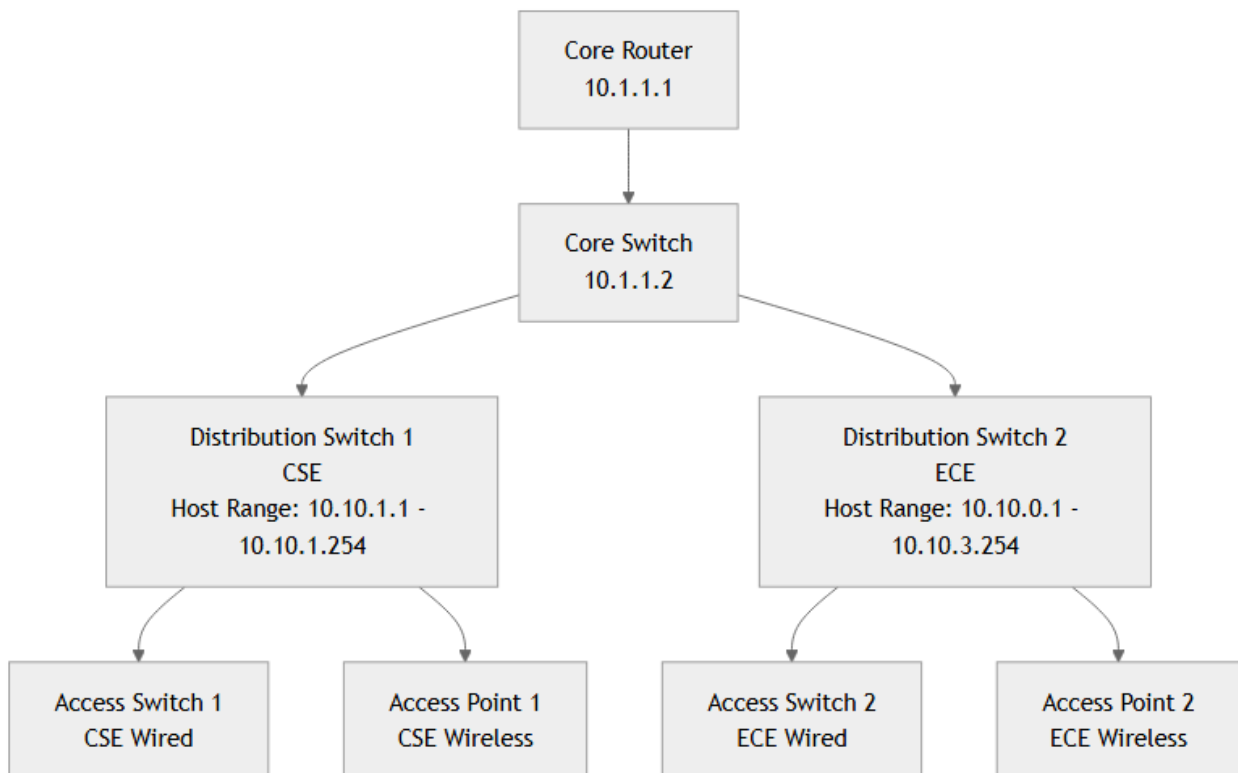 Core Router
10.1.1.1
Core Switch
10.1.1.2
Distribution Switch 1
CSE
Host Range: 10.10.1.1 -
10.10.1.254
Distribution Switch 2
ECE
Host Range: 10.10.0.1 -
10.10.3.254
Access Switch 1
CSE Wired
Access Point 1
CSE Wireless
Access Switch 2
ECE Wired
Access Point 2
ECE Wireless